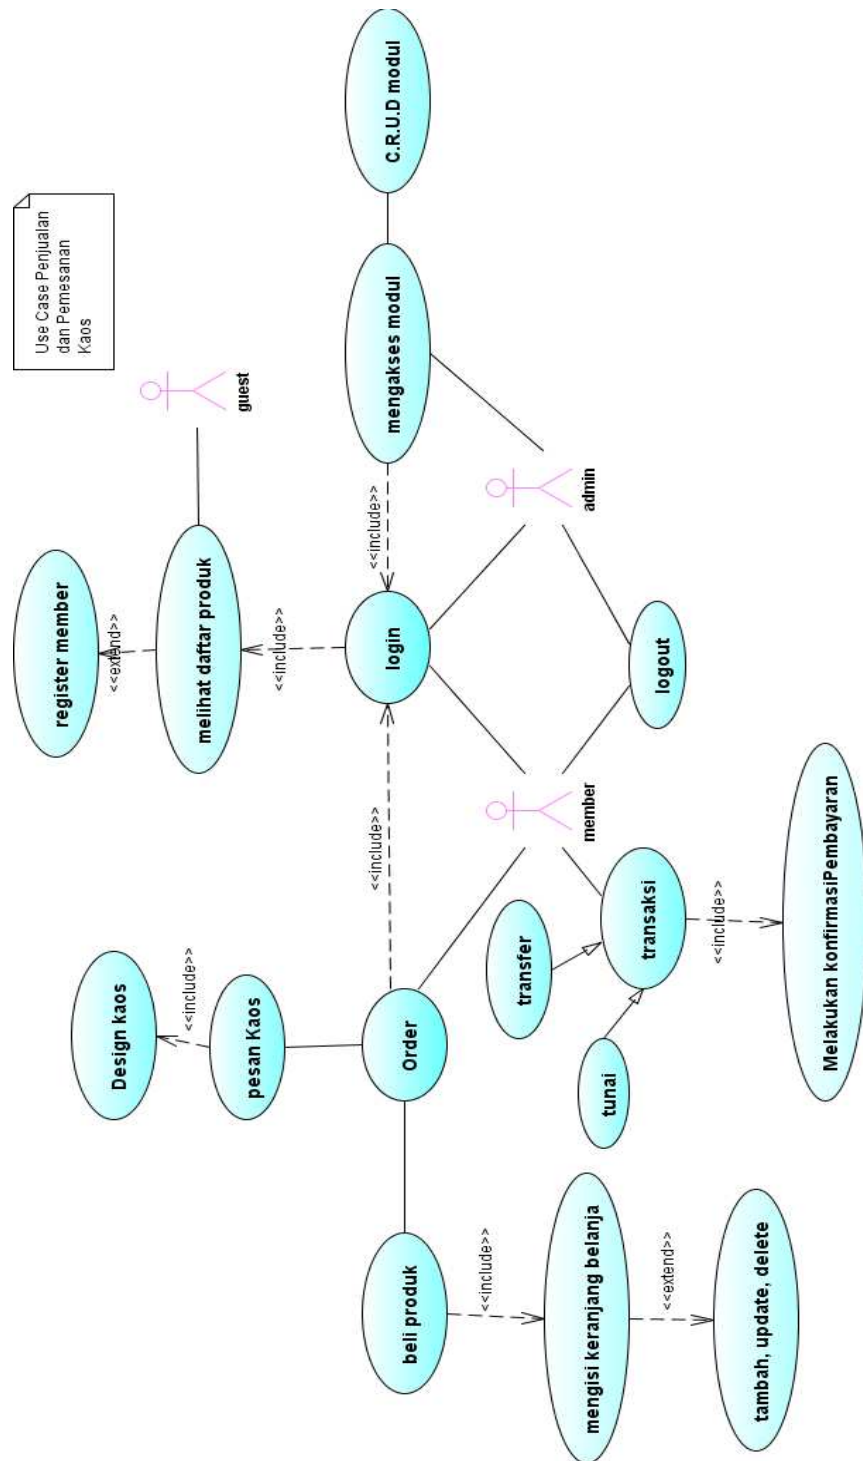 Use Case Penjualan
dan Pemesanan
Kaos
register member
<<extend>>
Design kaos
<<include>>
melihat daftar produk
guest
pesan Kaos
<<include>>
<<include>>
<<include>>
beli produk
Order
login
mengakses modul
C.R.U.D modul
<<include>>
transfer
mengisi keranjang belanja
member
admin
tunai
transaksi
logout
<<extend>>
<<include>>
tambah, update, delete
Melakukan konfirmasiPembayaran